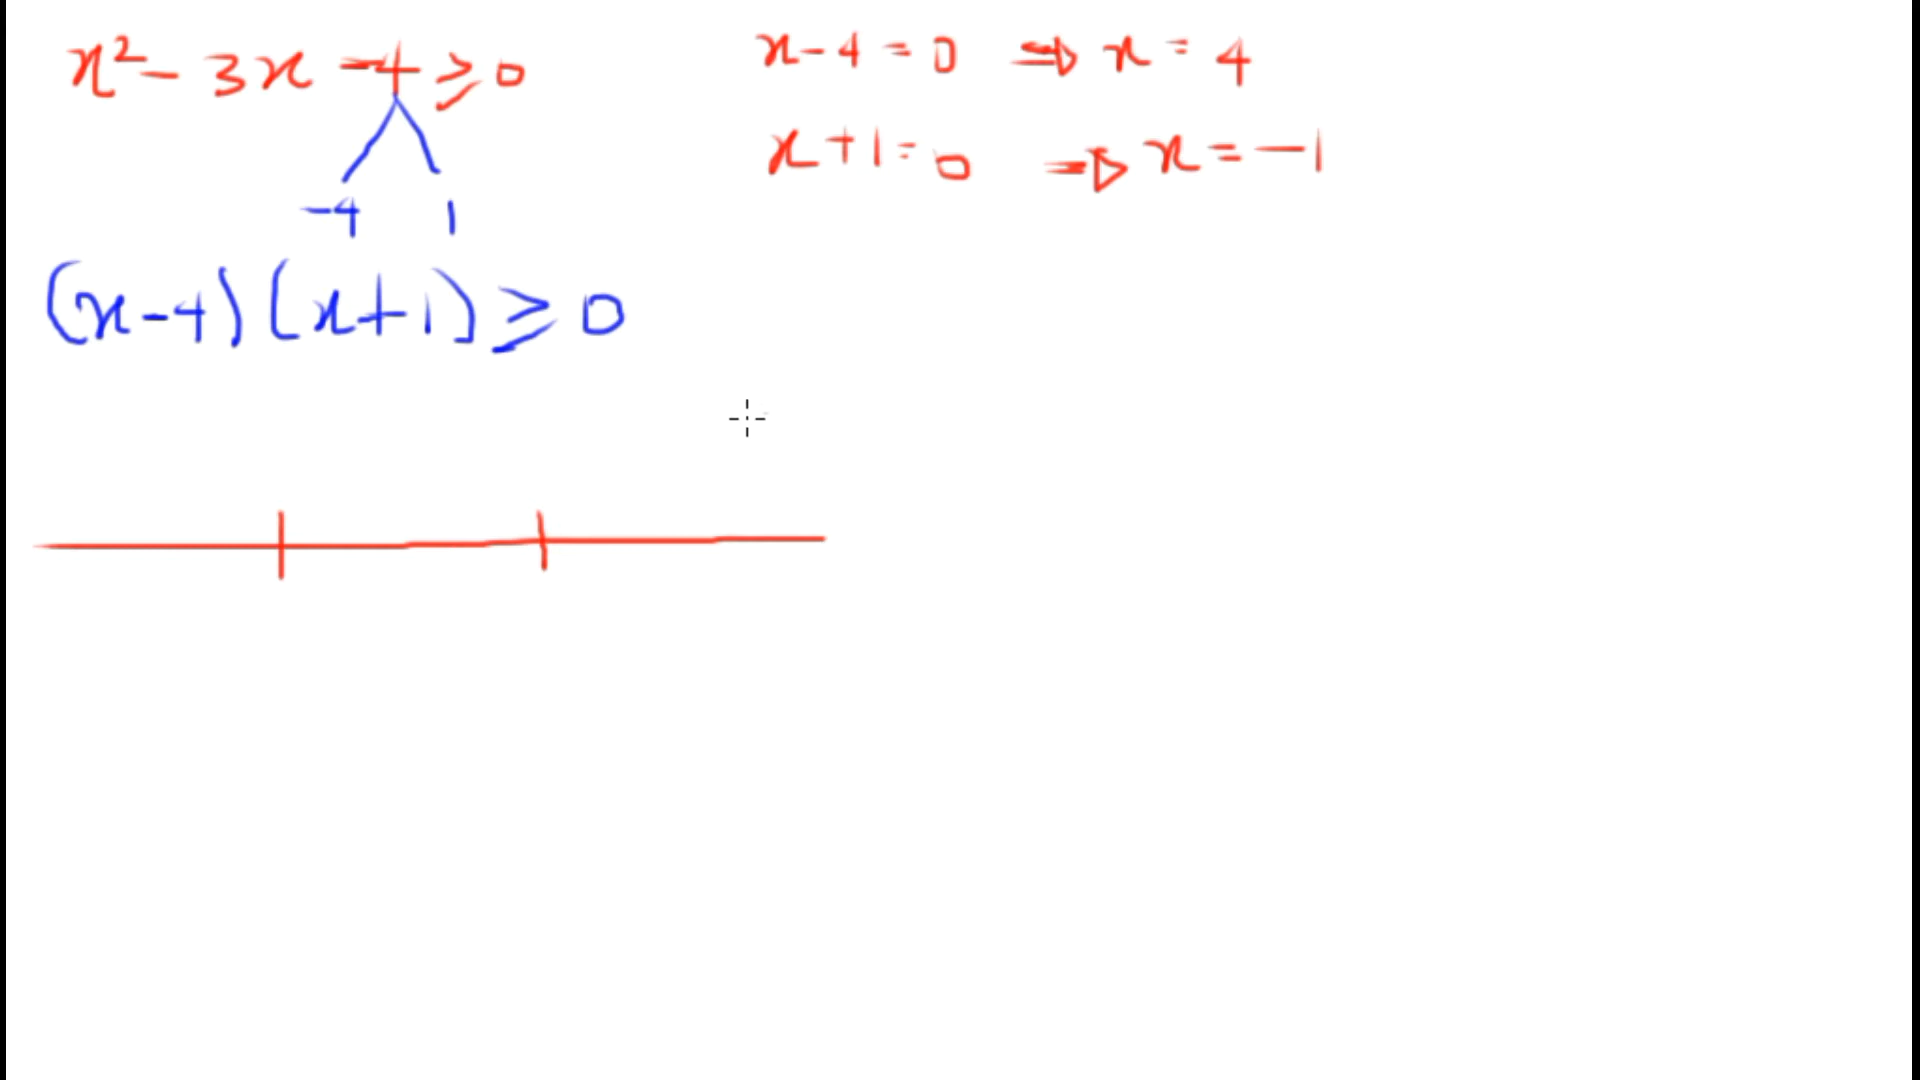 x² - 3x - 4 ≥ 0
-4 1
(x-4)(x+1) ≥ 0
x-4 = 0 ⇒ x = 4
x+1 = 0 ⇒ x = -1